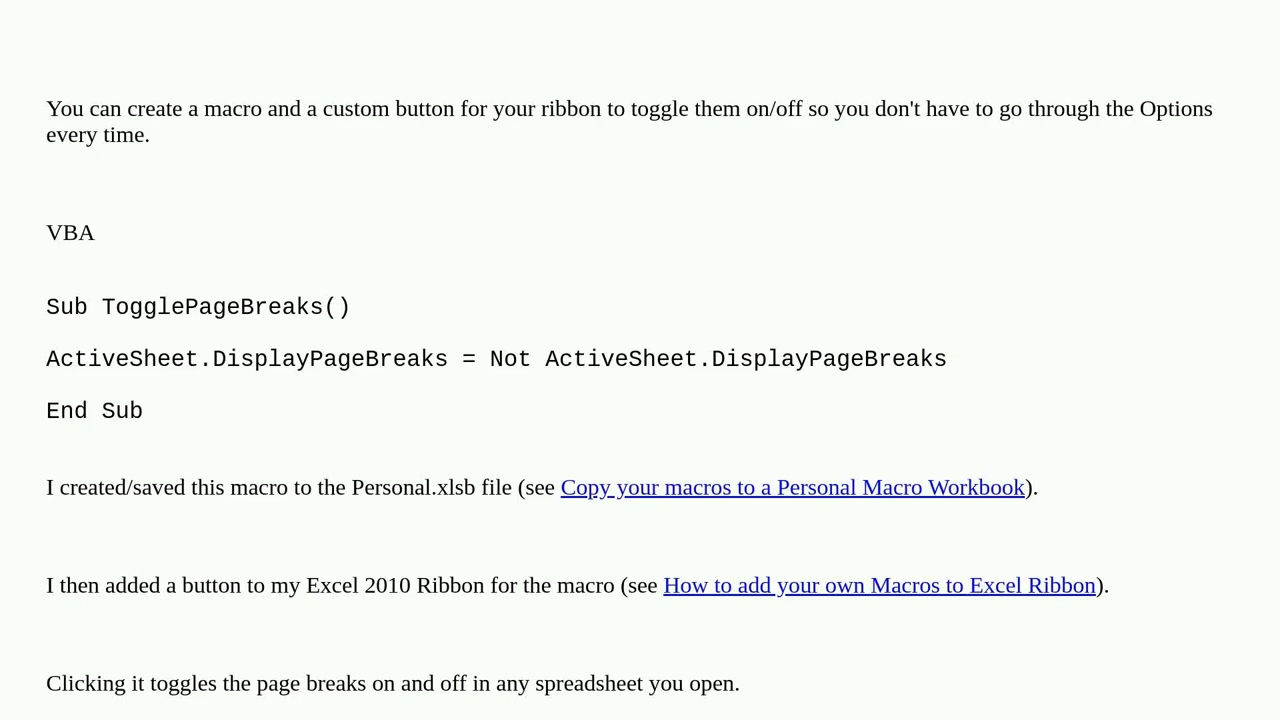 You can create a macro and a custom button for your ribbon to toggle them on/off so you don't have to go through the Options
every time.
VBA
Sub TogglePageBreaks()
ActiveSheet.DisplayPageBreaks = Not ActiveSheet.DisplayPageBreaks
End Sub
I created/saved this macro to the Personal.xlsb file (see Copy your macros to a Personal Macro Workbook).
I then added a button to my Excel 2010 Ribbon for the macro (see How to add your own Macros to Excel Ribbon).
Clicking it toggles the page breaks on and off in any spreadsheet you open.